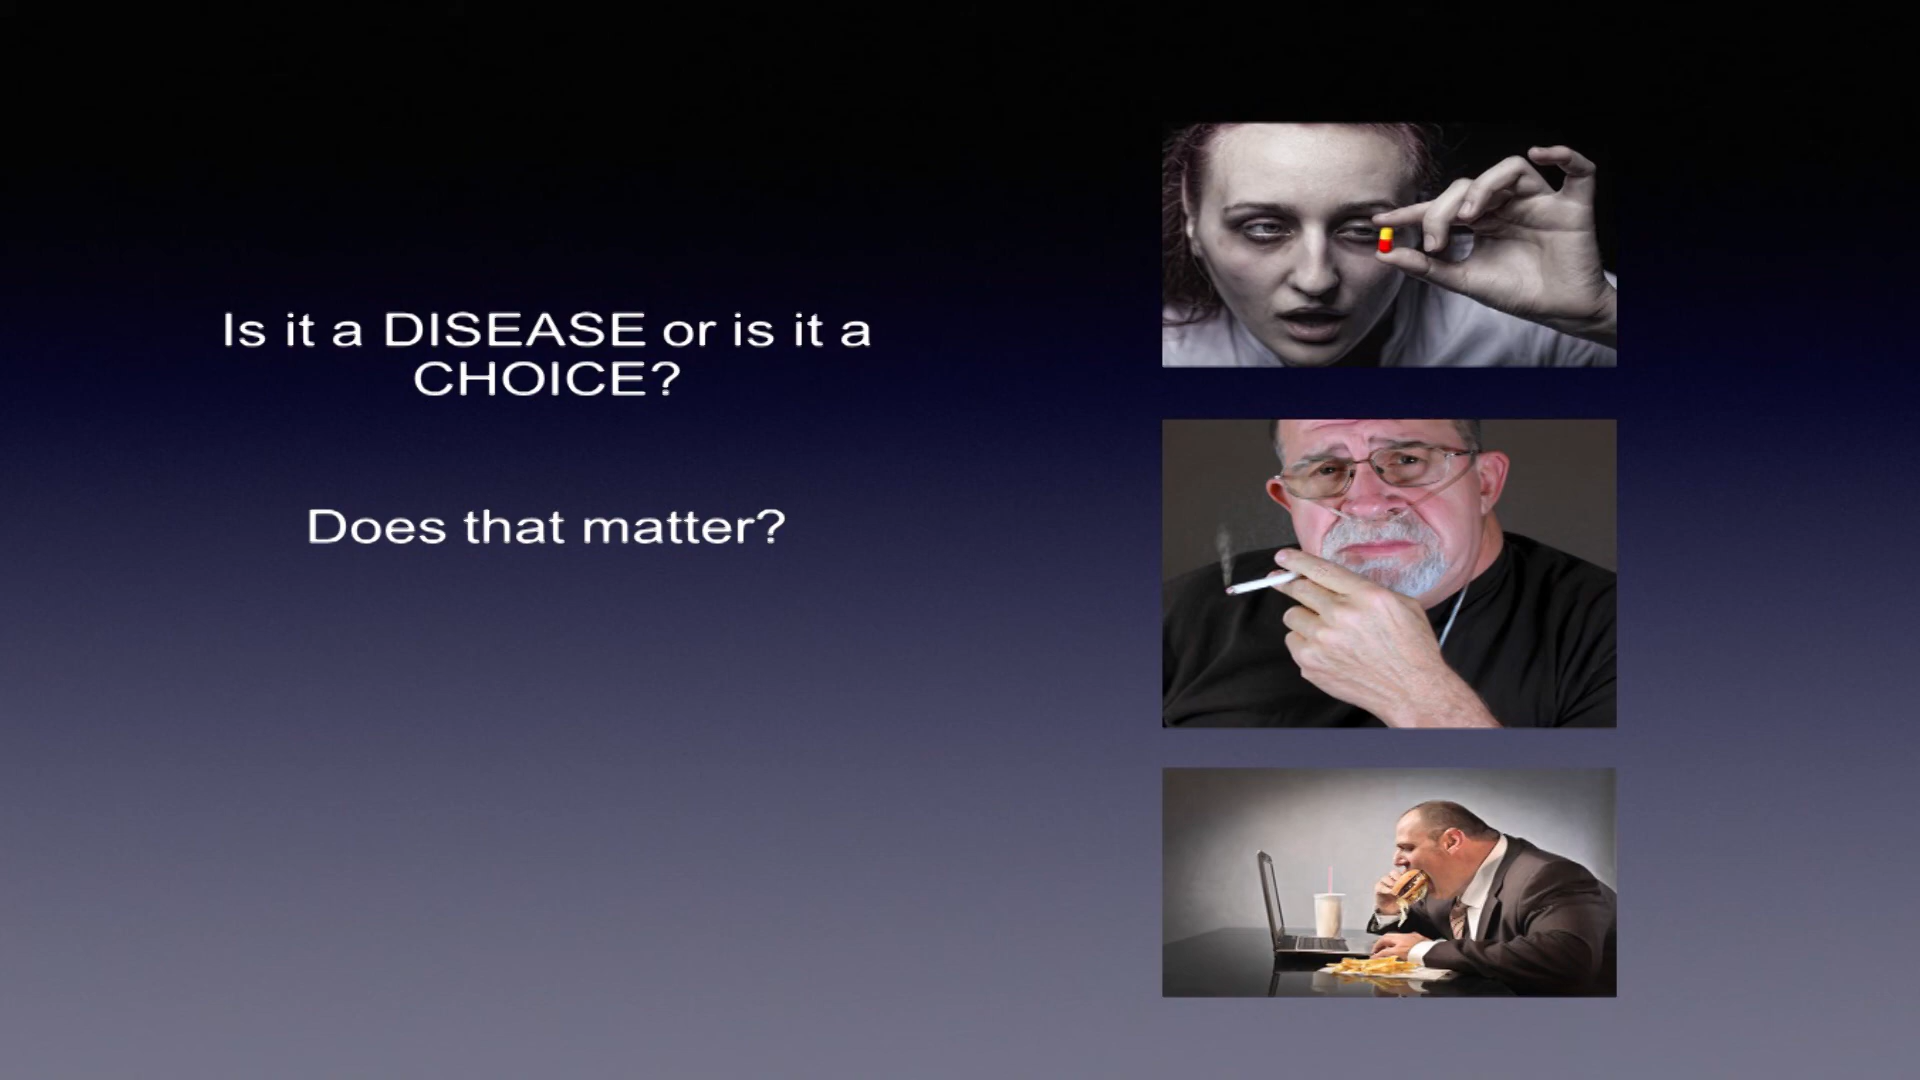 Is it a DISEASE or is it a
CHOICE?
Does that matter?